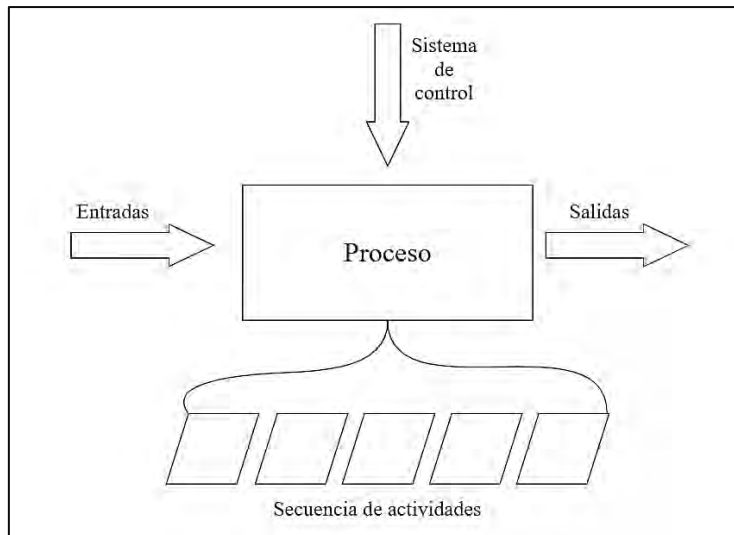 Sistema
de
control
Entradas
Salidas
Proceso
Secuencia de actividades